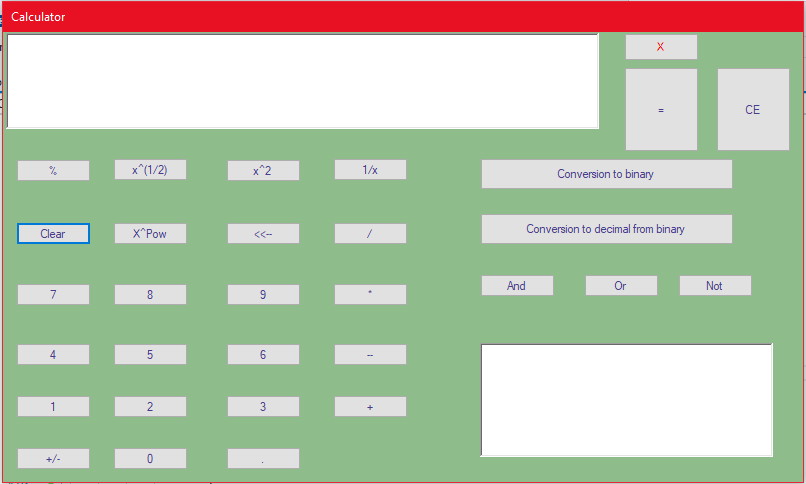 Calculator
X
= CE
% x^(1/2) x^2 1/x
Conversion to binary
Clear X^Pow <<-- /
Conversion to decimal from binary
And Or Not
7 8 9 *
4 5 6 --
1 2 3 +
+/- 0 .